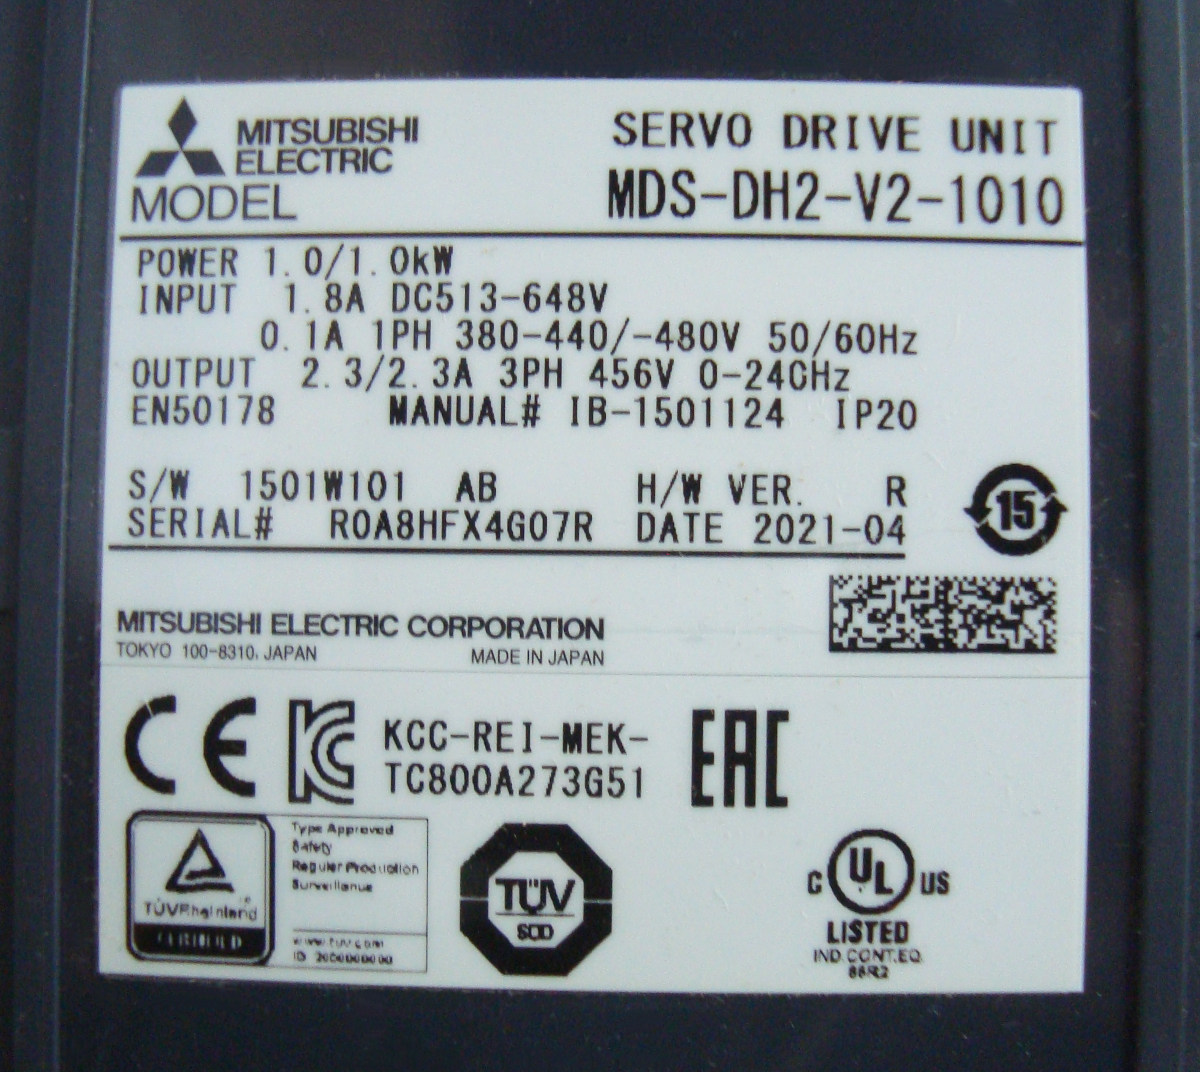 MITSUBISHI
ELECTRIC
SERVO DRIVE UNIT
MODEL MDS-DH2-V2-1010
POWER 1.0/1.0kW
INPUT 1.8A DC513-648V
0.1A 1PH 380-440/-480V 50/60Hz
OUTPUT 2.3/2.3A 3PH 456V 0-240Hz
EN50178 MANUAL# IB-1501124 IP20
S/W 1501W101 AB H/W VER. R
SERIAL# R0A8HFX4G07R DATE 2021-04
15
MITSUBISHI ELECTRIC CORPORATION
TOKYO 100-8310, JAPAN MADE IN JAPAN
CE KC KCC-REI-MEK-
TC800A273G51
EAC
TÜVRheinland
CERTIFIED
Type Approved
Safety
Regular Production
Surveillance
www.tuv.com
ID 2000000000
TÜV
SÜD
C UL US
LISTED
IND.CONT.EQ.